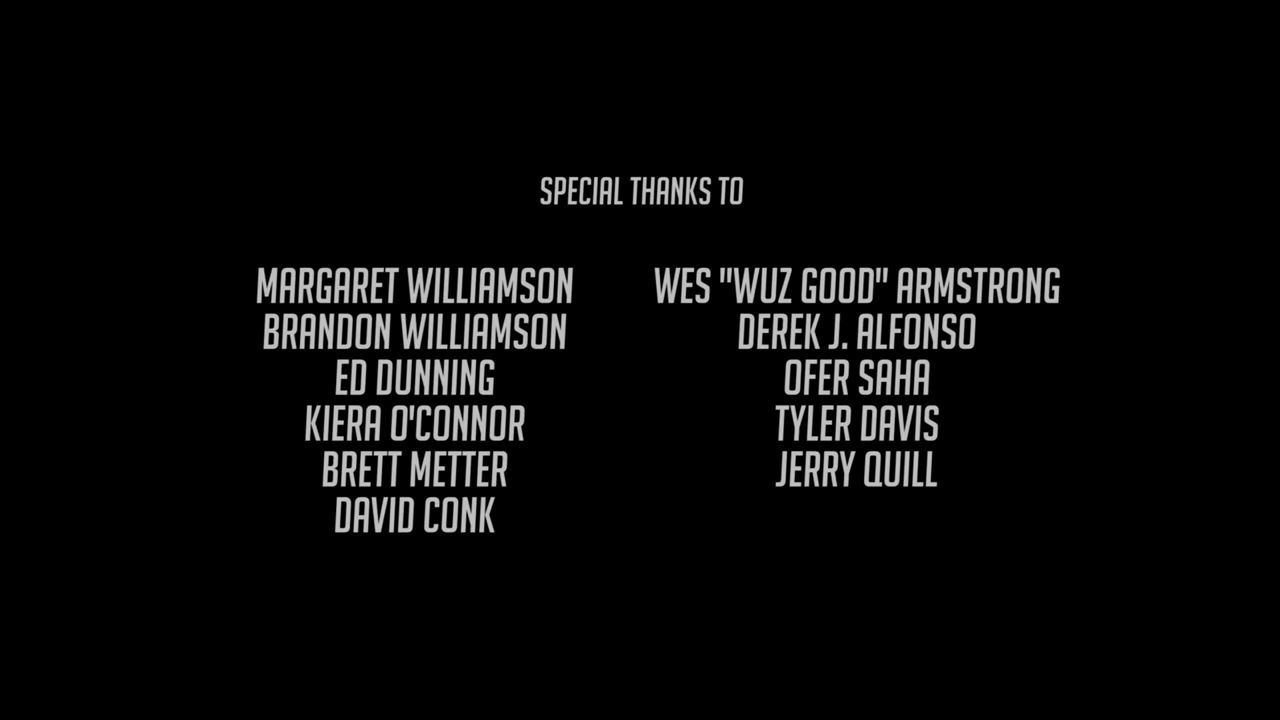 SPECIAL THANKS TO
MARGARET WILLIAMSON
BRANDON WILLIAMSON
ED DUNNING
KIERA O'CONNOR
BRETT METTER
DAVID CONK
WES "WUZ GOOD" ARMSTRONG
DEREK J. ALFONSO
OFER SAHA
TYLER DAVIS
JERRY QUILL